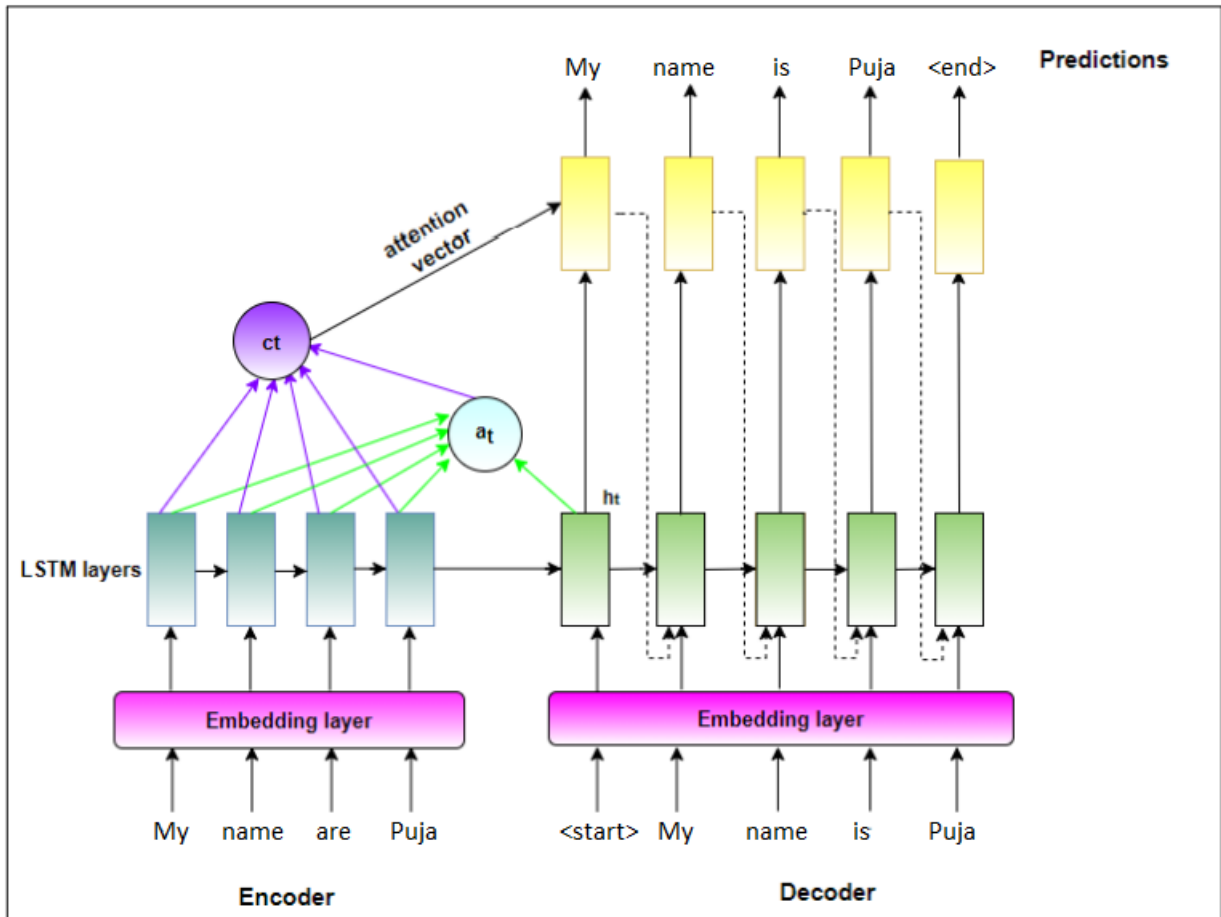 My name is Puja <end> Predictions
attention
vector
ct
at
ht
LSTM layers
Embedding layer Embedding layer
My name are Puja <start> My name is Puja
Encoder Decoder